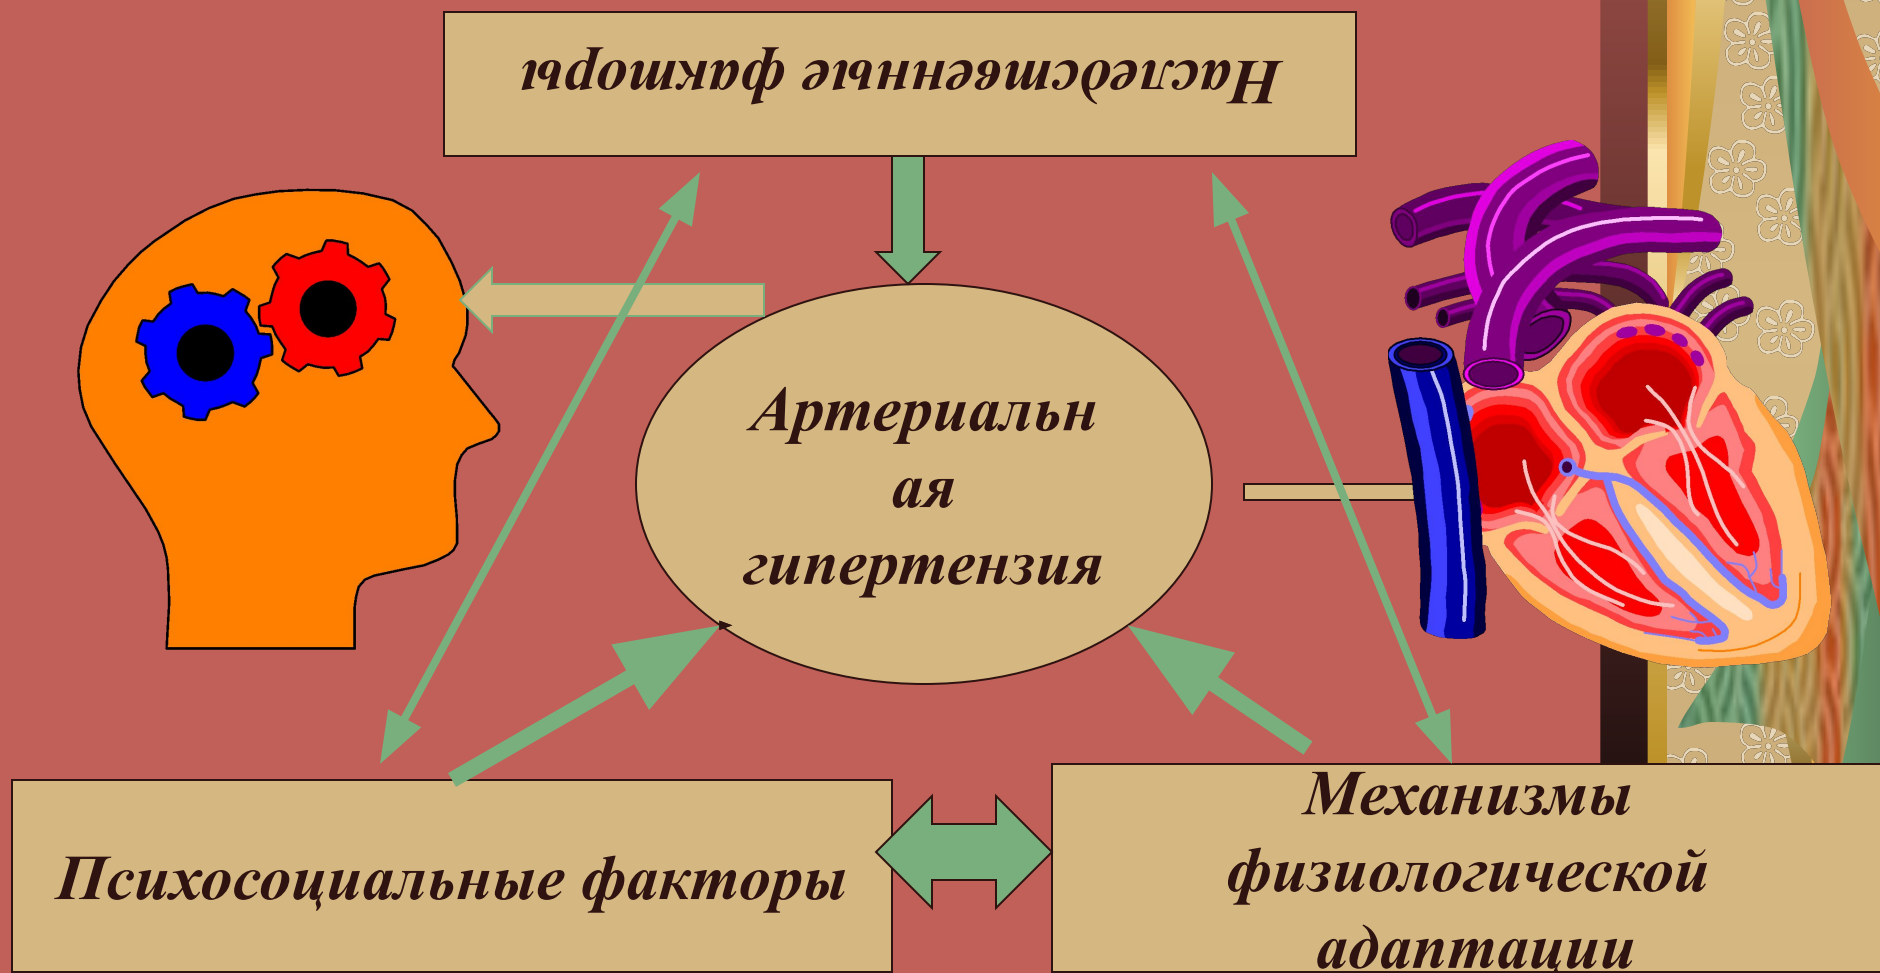 Наследственные факторы
Артериальн
ая
гипертензия
Психосоциальные факторы
Механизмы
физиологической
адаптации